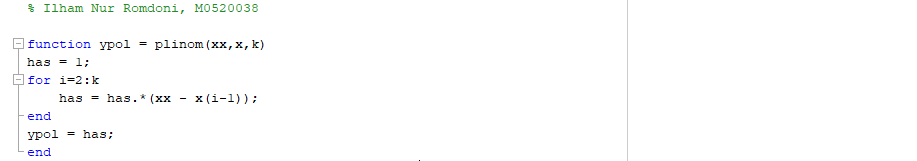 % Ilham Nur Romdoni, M0520038
function ypol = plinom(xx,x,k)
has = 1;
for i=2:k
    has = has.*(xx - x(i-1));
end
ypol = has;
end